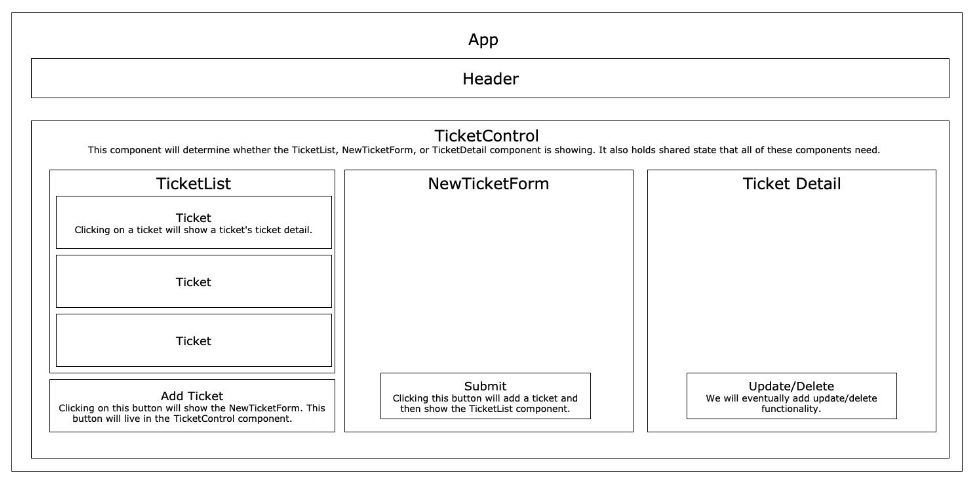 App
Header
TicketControl
This component will determine whether the TicketList, NewTicketForm, or TicketDetail component is showing. It also holds shared state that all of these components need.
TicketList
Ticket
Clicking on a ticket will show a ticket's ticket detail.
Ticket
Ticket
Add Ticket
Clicking on this button will show the NewTicketForm. This
button will live in the TicketControl component.
NewTicketForm
Submit
Clicking this button will add a ticket and
then show the TicketList component.
Ticket Detail
Update/Delete
We will eventually add update/delete
functionality.